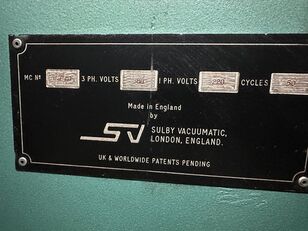 MC Nº 3 PH. VOLTS 1 PH. VOLTS 220 CYCLES 50
Made in England
by
SV
SULBY VACUUMATIC,
LONDON, ENGLAND.
UK & WORLDWIDE PATENTS PENDING